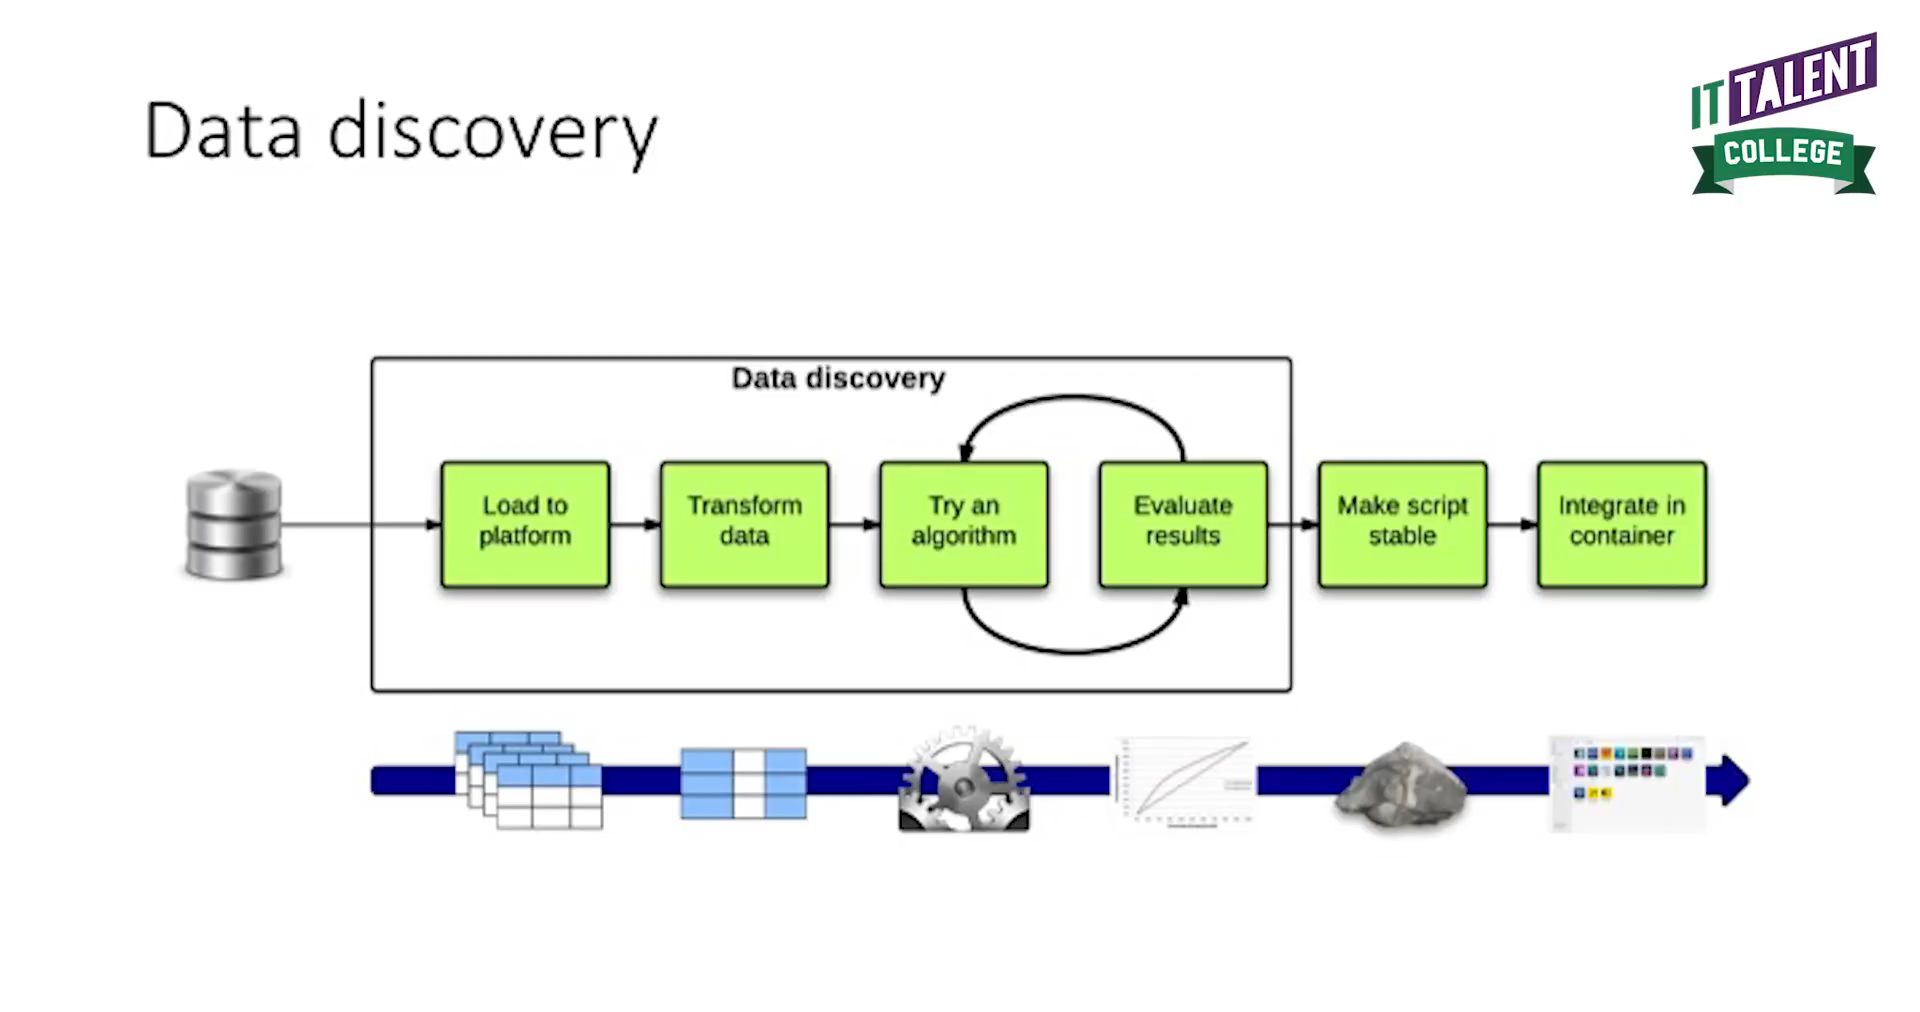 Data discovery
IT TALENT
COLLEGE
Data discovery
Load to
platform
Transform
data
Try an
algorithm
Evaluate
results
Make script
stable
Integrate in
container